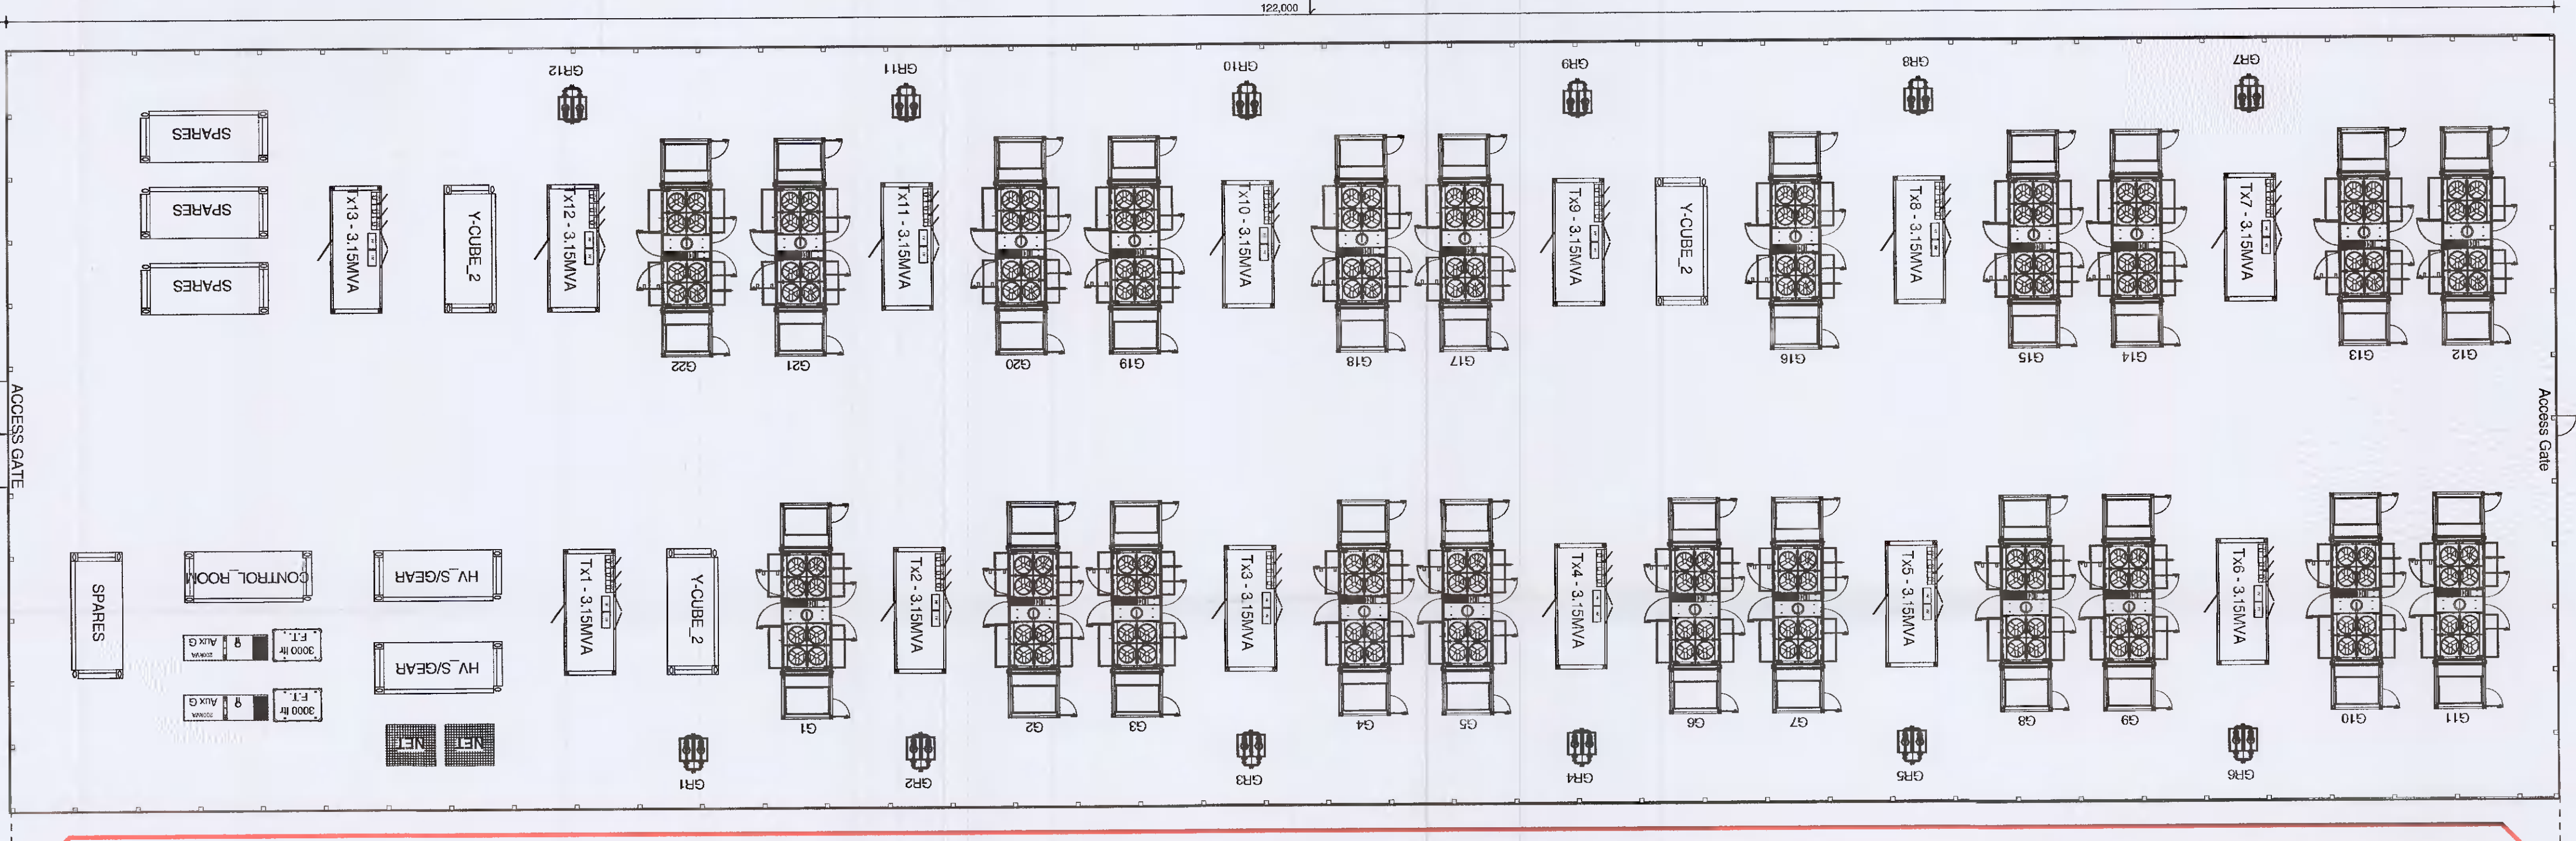 122,000
GR12
GR11
GR10
GR9
GR8
GR7
SPARES
SPARES
SPARES
Tx13 - 3.15MVA
Y-CUBE_2
Tx12 - 3.15MVA
Tx11 - 3.15MVA
Tx10 - 3.15MVA
Tx9 - 3.15MVA
Y-CUBE_2
Tx8 - 3.15MVA
Tx7 - 3.15MVA
G22
G21
G20
G19
G18
G17
G16
G15
G14
G13
G12
ACCESS GATE
Access Gate
SPARES
CONTROL_ROOM
HV_S/GEAR
Tx1 - 3.15MVA
Y-CUBE_2
Tx2 - 3.15MVA
Tx3 - 3.15MVA
Tx4 - 3.15MVA
Tx5 - 3.15MVA
Tx6 - 3.15MVA
200kVA
Aux G
3000 ltr
F.T.
HV_S/GEAR
200kVA
Aux G
3000 ltr
F.T.
NET
NET
G1
G2
G3
G4
G5
G6
G7
G8
G9
G10
G11
GR1
GR2
GR3
GR4
GR5
GR6